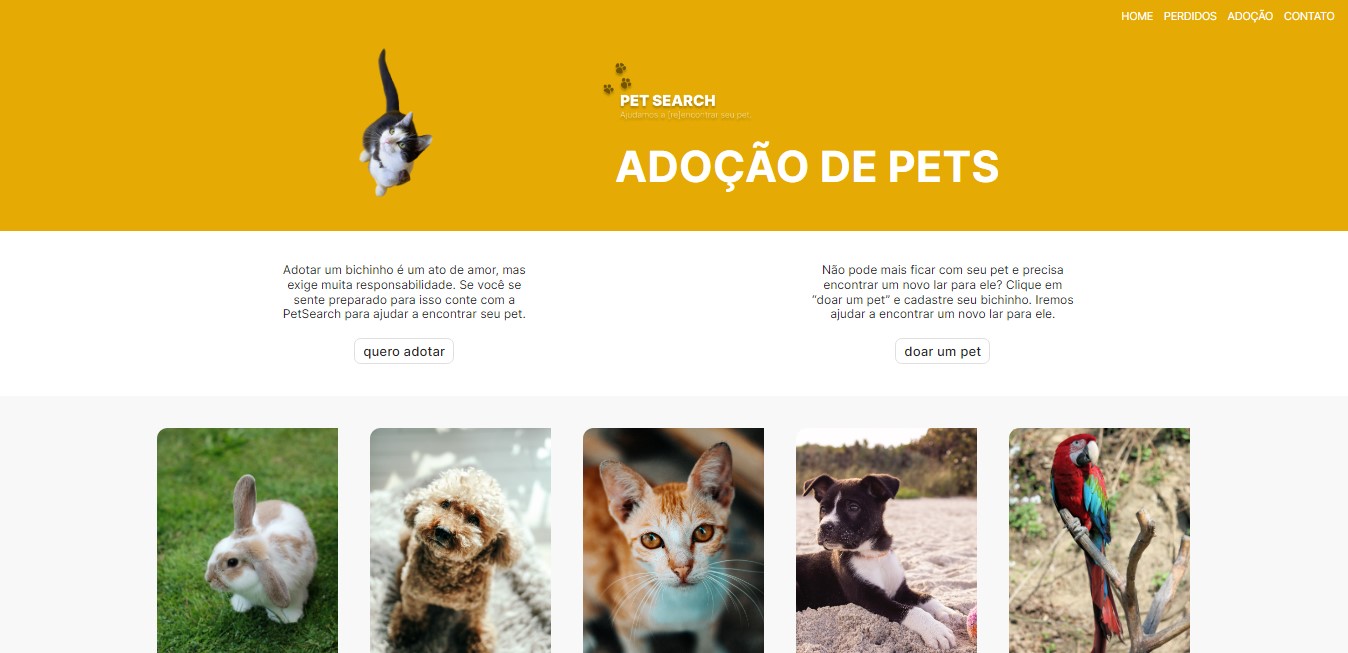 HOME PERDIDOS ADOÇÃO CONTATO
PET SEARCH
Ajudamos a (re)encontrar seu pet.
ADOÇÃO DE PETS
Adotar um bichinho é um ato de amor, mas
exige muita responsabilidade. Se você se
sente preparado para isso conte com a
PetSearch para ajudar a encontrar seu pet.
quero adotar
Não pode mais ficar com seu pet e precisa
encontrar um novo lar para ele? Clique em
“doar um pet” e cadastre seu bichinho. Iremos
ajudar a encontrar um novo lar para ele.
doar um pet